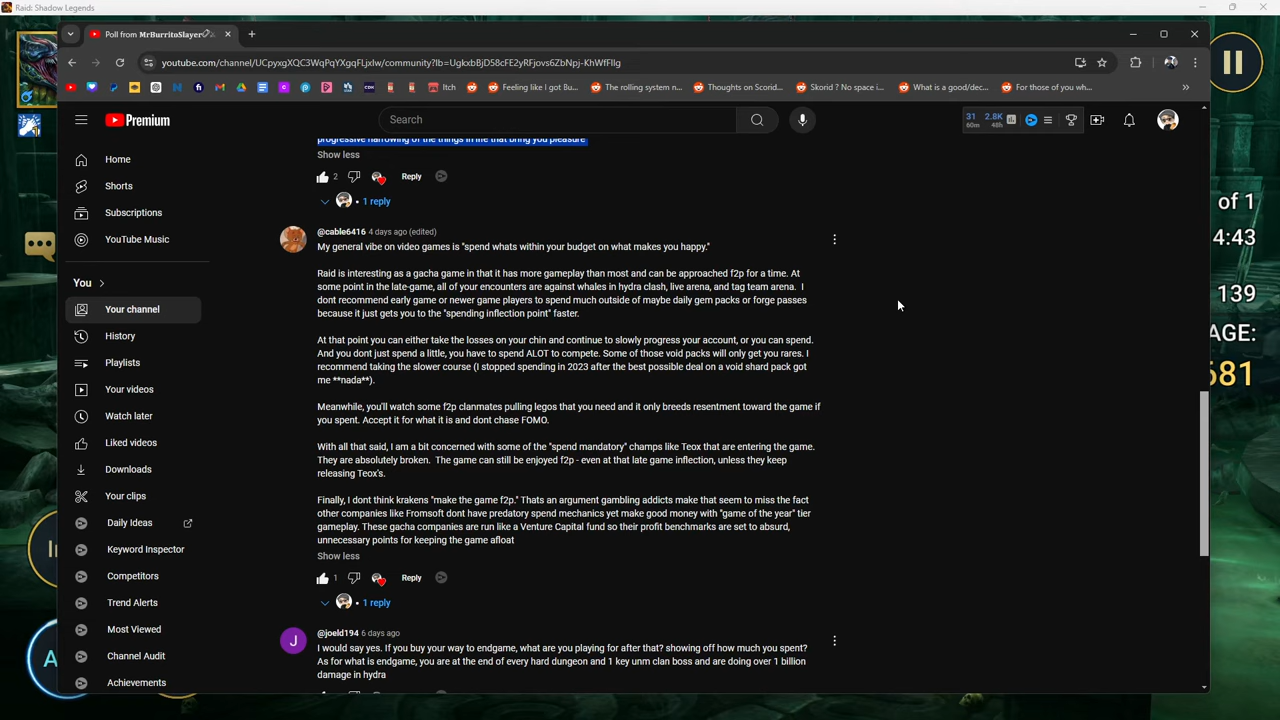 Raid: Shadow Legends
Poll from MrBurritoSlayer
youtube.com/channel/UCpyxgXQC3WqPqYXgqFLjxIw/community?lb=UgkxbBjD58cFE2yRFjovs6ZbNpj-KhWfFIlg
Itch
Feeling like I got Bu...
The rolling system n...
Thoughts on Scorid...
Skorid ? No space i...
What is a good/dec...
For those of you wh...
Premium
Search
31
60m
2.8K
48h
progressive narrowing of the things in life that bring you pleasure
Show less
2
Reply
1 reply
Home
Shorts
Subscriptions
YouTube Music
You
Your channel
History
Playlists
Your videos
Watch later
Liked videos
Downloads
Your clips
Daily Ideas
Keyword Inspector
Competitors
Trend Alerts
Most Viewed
Channel Audit
Achievements
@cable6416 4 days ago (edited)
My general vibe on video games is "spend whats within your budget on what makes you happy."
Raid is interesting as a gacha game in that it has more gameplay than most and can be approached f2p for a time. At
some point in the late-game, all of your encounters are against whales in hydra clash, live arena, and tag team arena. I
dont recommend early game or newer game players to spend much outside of maybe daily gem packs or forge passes
because it just gets you to the "spending inflection point" faster.
At that point you can either take the losses on your chin and continue to slowly progress your account, or you can spend.
And you dont just spend a little, you have to spend ALOT to compete. Some of those void packs will only get you rares. I
recommend taking the slower course (I stopped spending in 2023 after the best possible deal on a void shard pack got
me **nada**).
Meanwhile, you'll watch some f2p clanmates pulling legos that you need and it only breeds resentment toward the game if
you spent. Accept it for what it is and dont chase FOMO.
With all that said, I am a bit concerned with some of the "spend mandatory" champs like Teox that are entering the game.
They are absolutely broken. The game can still be enjoyed f2p - even at that late game inflection, unless they keep
releasing Teox's.
Finally, I dont think krakens "make the game f2p." Thats an argument gambling addicts make that seem to miss the fact
other companies like Fromsoft dont have predatory spend mechanics yet make good money with "game of the year" tier
gameplay. These gacha companies are run like a Venture Capital fund so their profit benchmarks are set to absurd,
unnecessary points for keeping the game afloat
Show less
1
Reply
1 reply
J
@joeld194 6 days ago
I would say yes. If you buy your way to endgame, what are you playing for after that? showing off how much you spent?
As for what is endgame, you are at the end of every hard dungeon and 1 key unm clan boss and are doing over 1 billion
damage in hydra
of 1
4:43
139
AGE:
681